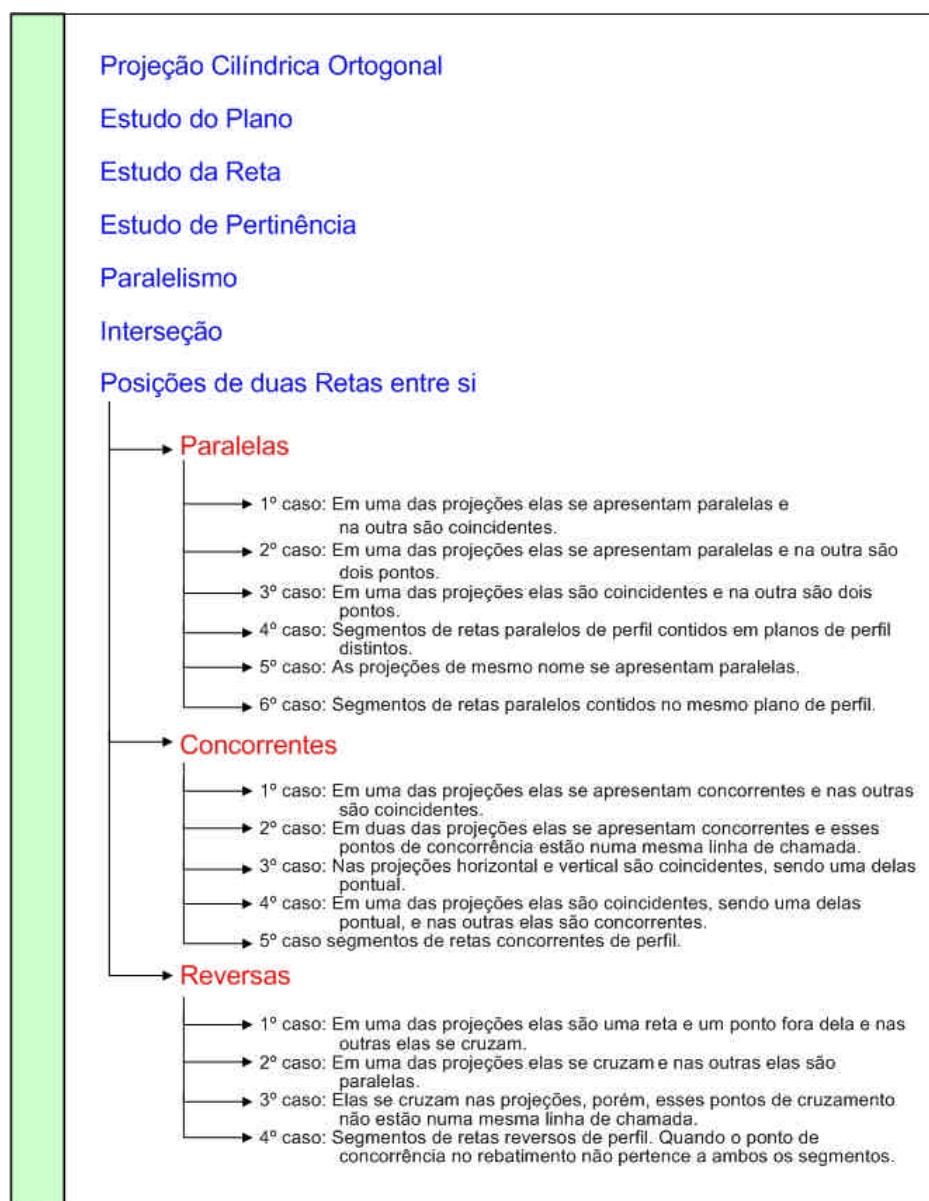 Projeção Cilíndrica Ortogonal
Estudo do Plano
Estudo da Reta
Estudo de Pertinência
Paralelismo
Interseção
Posições de duas Retas entre si
Paralelas
1º caso: Em uma das projeções elas se apresentam paralelas e
na outra são coincidentes.
2º caso: Em uma das projeções elas se apresentam paralelas e na outra são
dois pontos.
3º caso: Em uma das projeções elas são coincidentes e na outra são dois
pontos.
4º caso: Segmentos de retas paralelos de perfil contidos em planos de perfil
distintos.
5º caso: As projeções de mesmo nome se apresentam paralelas.
6º caso: Segmentos de retas paralelos contidos no mesmo plano de perfil.
Concorrentes
1º caso: Em uma das projeções elas se apresentam concorrentes e nas outras
são coincidentes.
2º caso: Em duas das projeções elas se apresentam concorrentes e esses
pontos de concorrência estão numa mesma linha de chamada.
3º caso: Nas projeções horizontal e vertical são coincidentes, sendo uma delas
pontual.
4º caso: Em uma das projeções elas são coincidentes, sendo uma delas
pontual, e nas outras elas são concorrentes.
5º caso segmentos de retas concorrentes de perfil.
Reversas
1º caso: Em uma das projeções elas são uma reta e um ponto fora dela e nas
outras elas se cruzam.
2º caso: Em uma das projeções elas se cruzam e nas outras elas são
paralelas.
3º caso: Elas se cruzam nas projeções, porém, esses pontos de cruzamento
não estão numa mesma linha de chamada.
4º caso: Segmentos de retas reversos de perfil. Quando o ponto de
concorrência no rebatimento não pertence a ambos os segmentos.